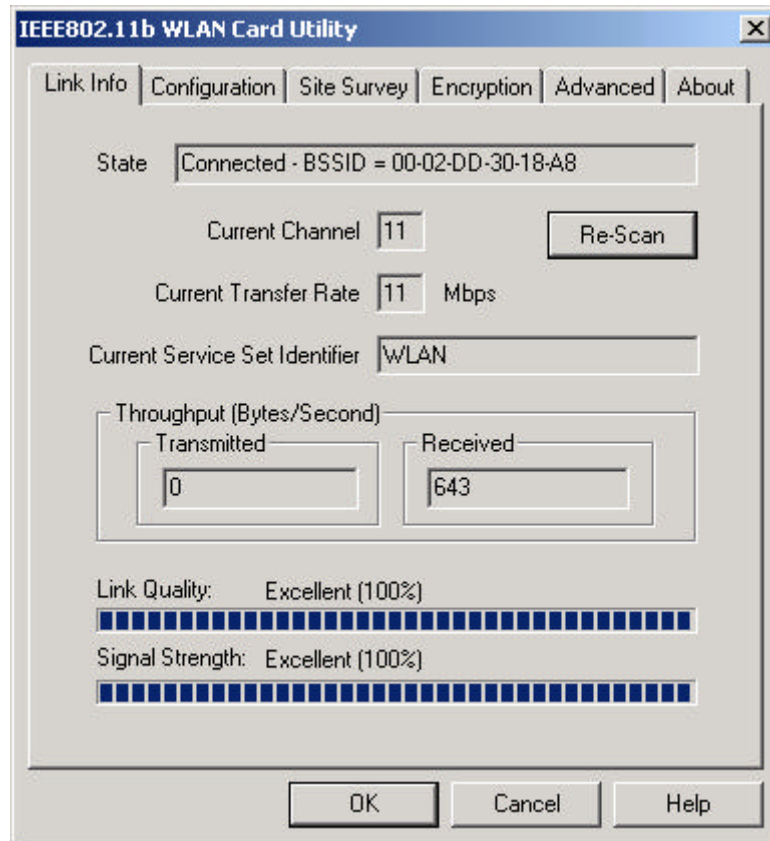 IEEE802.11b WLAN Card Utility
Link Info Configuration Site Survey Encryption Advanced About
State Connected - BSSID = 00-02-DD-30-18-A8
Current Channel 11 Re-Scan
Current Transfer Rate 11 Mbps
Current Service Set Identifier WLAN
Throughput (Bytes/Second)
Transmitted Received
0 643
Link Quality: Excellent (100%)
Signal Strength: Excellent (100%)
OK Cancel Help